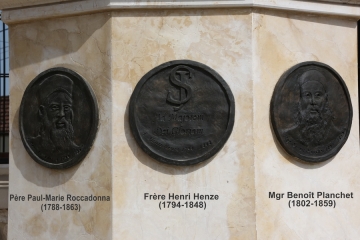 Père Paul-Marie Roccadonna
(1788-1863)
Frère Henri Henze
(1794-1848)
Mgr Benoît Planchet
(1802-1859)